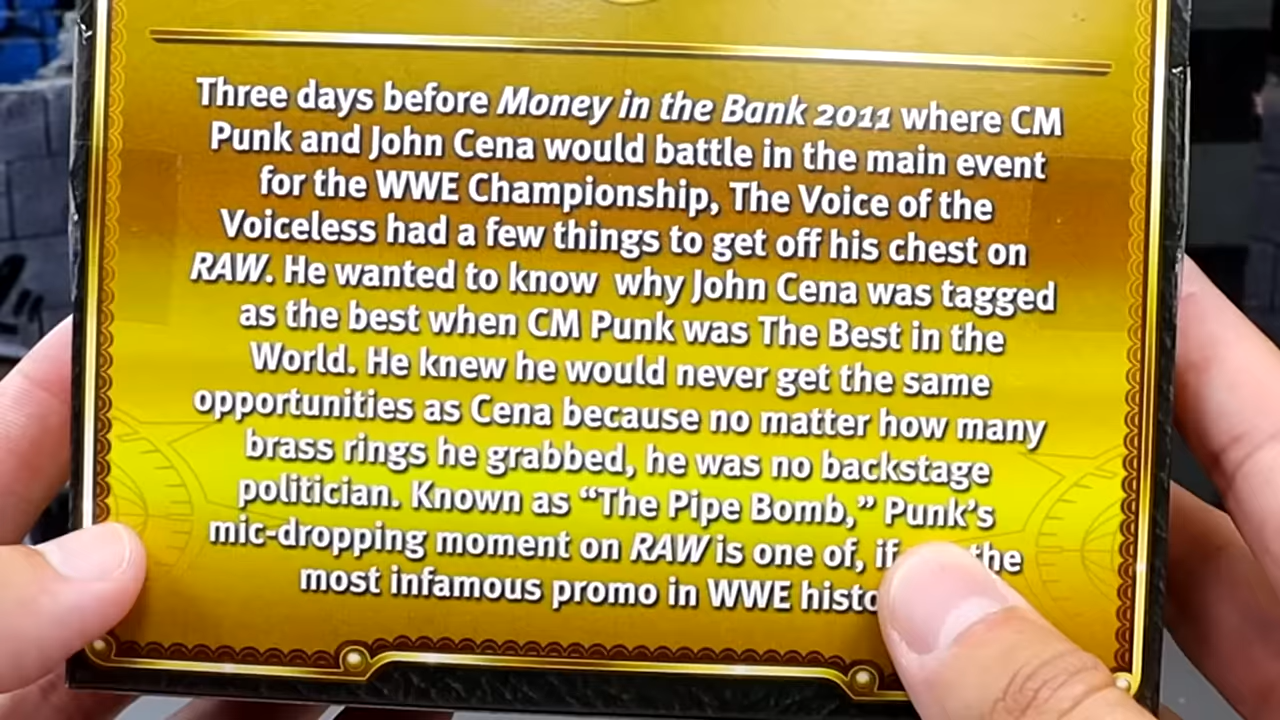 Three days before Money in the Bank 2011 where CM
Punk and John Cena would battle in the main event
for the WWE Championship, The Voice of the
Voiceless had a few things to get off his chest on
RAW. He wanted to know why John Cena was tagged
as the best when CM Punk was The Best in the
World. He knew he would never get the same
opportunities as Cena because no matter how many
brass rings he grabbed, he was no backstage
politician. Known as “The Pipe Bomb,” Punk’s
mic-dropping moment on RAW is one of, if the
most infamous promo in WWE